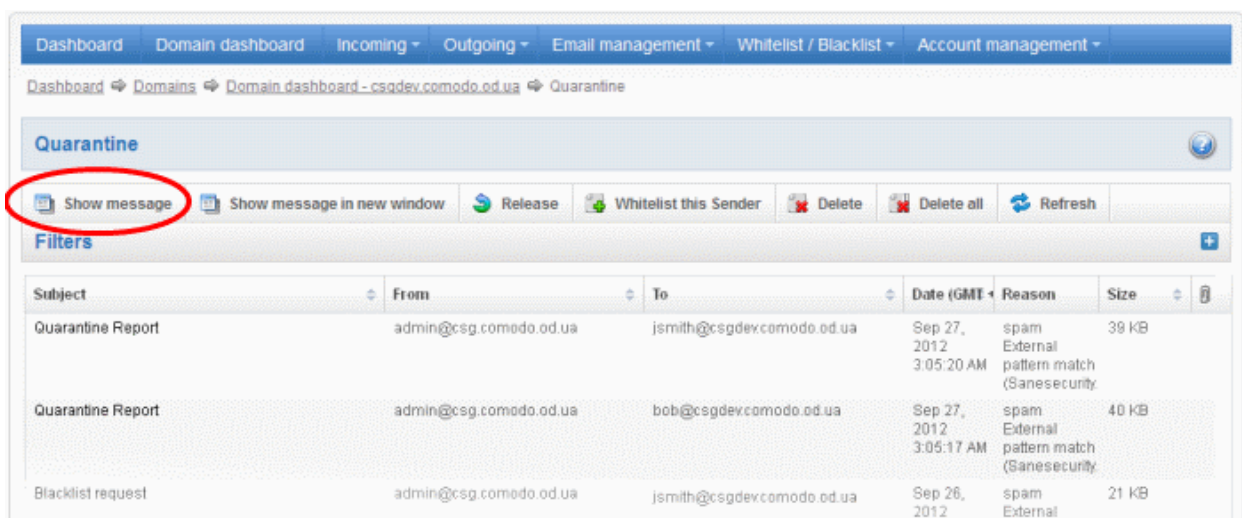 Dashboard Domain dashboard Incoming Outgoing Email management Whitelist / Blacklist Account management
Dashboard Domains Domain dashboard - csgdev.comodo.od.ua Quarantine
Quarantine
Show message Show message in new window Release Whitelist this Sender Delete Delete all Refresh
Filters
Subject From To Date (GMT Reason Size
Quarantine Report admin@csg.comodo.od.ua jsmith@csgdev.comodo.od.ua Sep 27, spam 39 KB
2012 External
3:05:20 AM pattern match
(Sanesecurity.
Quarantine Report admin@csg.comodo.od.ua bob@csgdev.comodo.od.ua Sep 27, spam 40 KB
2012 External
3:05:17 AM pattern match
(Sanesecurity.
Blacklist request admin@csg.comodo.od.ua jsmith@csgdev.comodo.od.ua Sep 26, spam 21 KB
2012 External